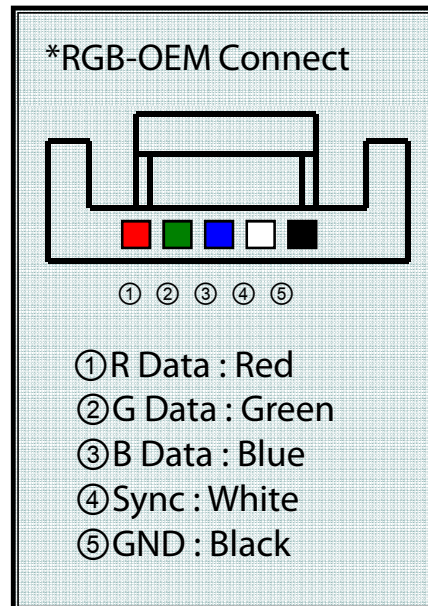 *RGB-OEM Connect
① ② ③ ④ ⑤
①R Data : Red
②G Data : Green
③B Data : Blue
④Sync : White
⑤GND : Black